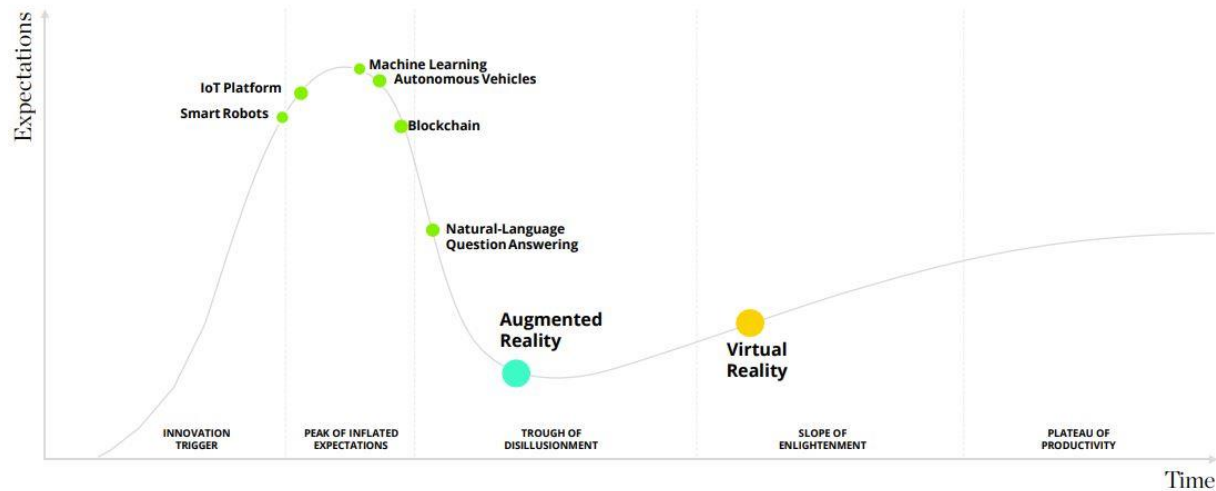 Expectations
Machine Learning
IoT Platform
Autonomous Vehicles
Smart Robots
Blockchain
Natural-Language
Question Answering
Augmented
Reality
Virtual
Reality
INNOVATION
TRIGGER
PEAK OF INFLATED
EXPECTATIONS
TROUGH OF
DISILLUSIONMENT
SLOPE OF
ENLIGHTENMENT
PLATEAU OF
PRODUCTIVITY
Time